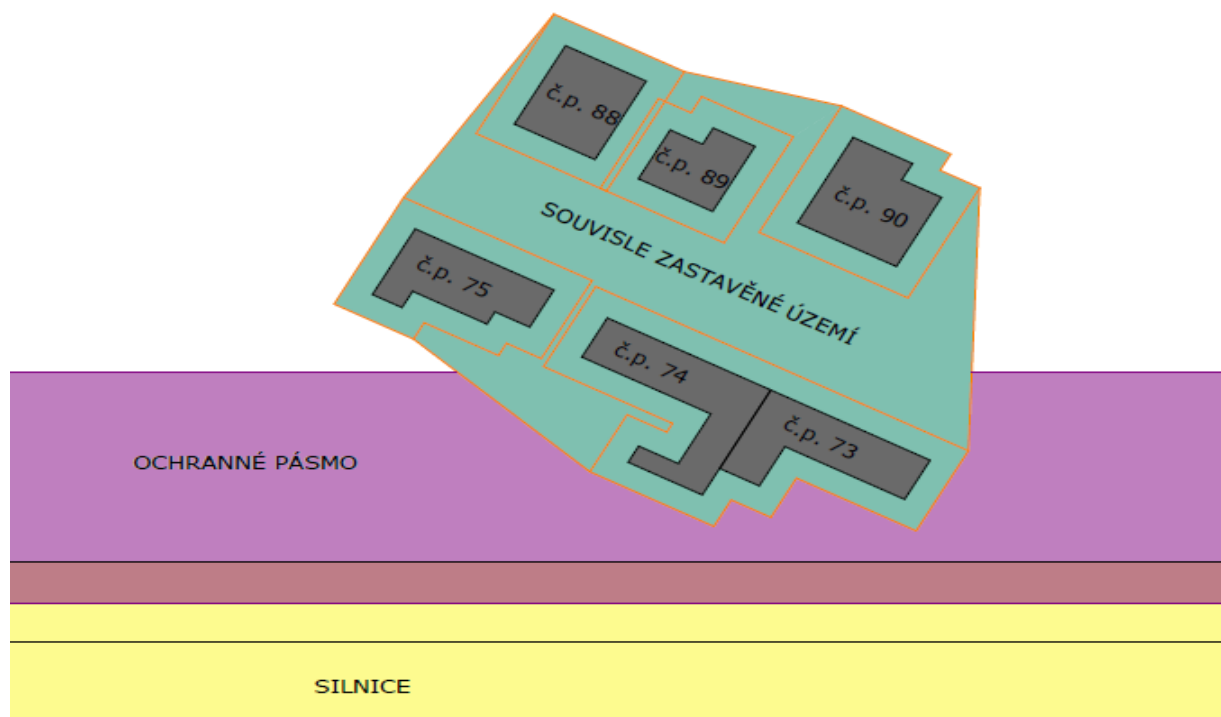 č.p. 88
č.p. 89
č.p. 90
SOUVISLE ZASTAVĚNÉ ÚZEMÍ
č.p. 75
č.p. 74
č.p. 73
OCHRANNÉ PÁSMO
SILNICE